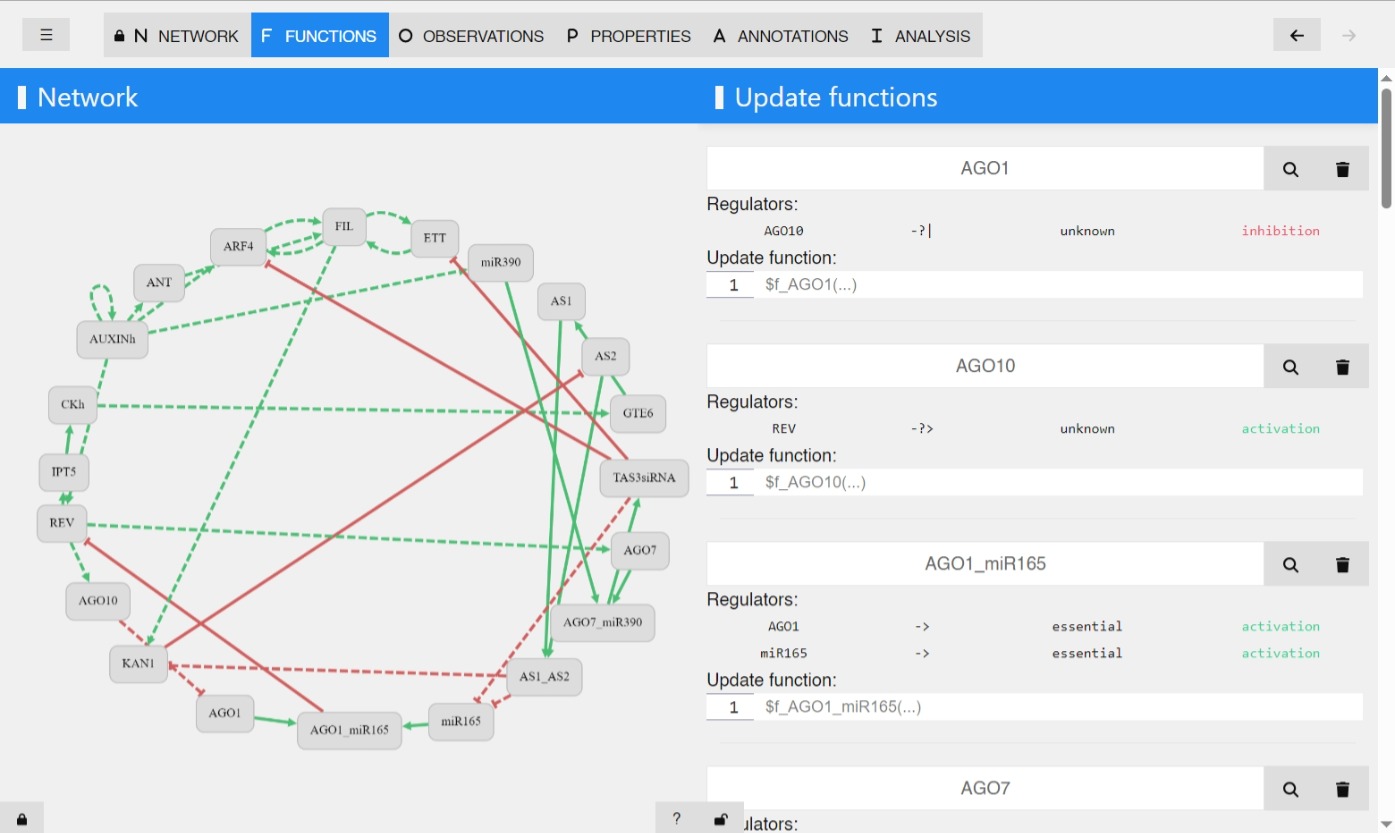 ☰ N NETWORK F FUNCTIONS O OBSERVATIONS P PROPERTIES A ANNOTATIONS I ANALYSIS ← →
Network
FIL
ETT
ARF4
miR390
ANT
AS1
AUXINh
AS2
CKh
GTE6
IPT5
TAS3siRNA
REV
AGO7
AGO10
AGO7_miR390
KAN1
AS1_AS2
AGO1
miR165
AGO1_miR165
?
Update functions
AGO1
Regulators:
AGO10 -?| unknown inhibition
Update function:
1 $f_AGO1(...)
AGO10
Regulators:
REV -?> unknown activation
Update function:
1 $f_AGO10(...)
AGO1_miR165
Regulators:
AGO1 -> essential activation
miR165 -> essential activation
Update function:
1 $f_AGO1_miR165(...)
AGO7
ulators: